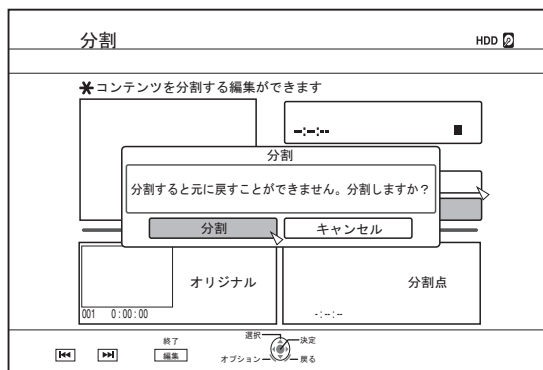 分割
HDD
✱コンテンツを分割する編集ができます
-:--:--
分割
分割すると元に戻すことができません。分割しますか？
分割
キャンセル
オリジナル
001 0:00:00
分割点
-:--:--
終了
編集
選択
決定
オプション
戻る